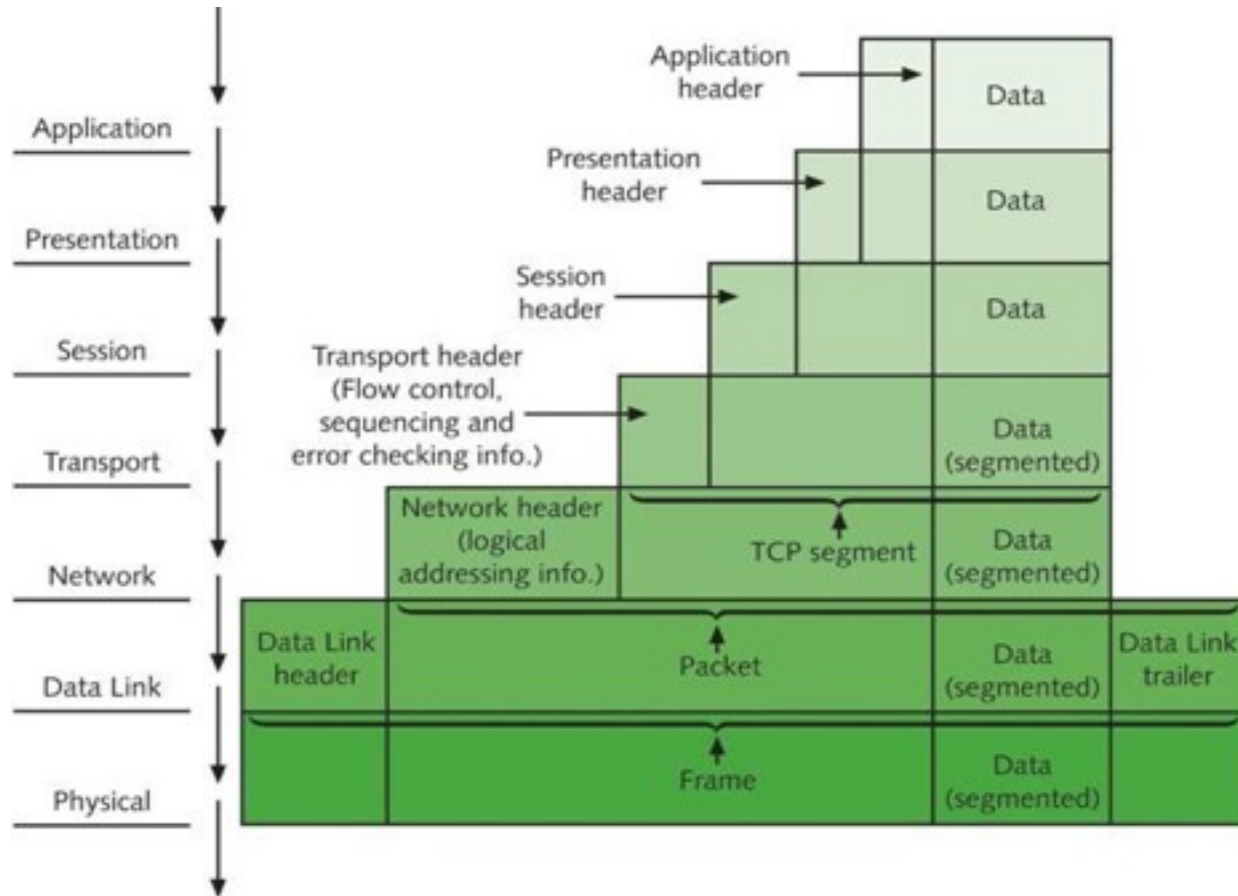 Application
header
Data
Application
Presentation
header
Data
Presentation
Session
header
Data
Session
Transport header
(Flow control,
sequencing and
error checking info.)
Data
(segmented)
Transport
Network header
(logical
addressing info.)
TCP segment
Data
(segmented)
Network
Data Link
header
Packet
Data
(segmented)
Data Link
trailer
Data Link
Frame
Data
(segmented)
Physical